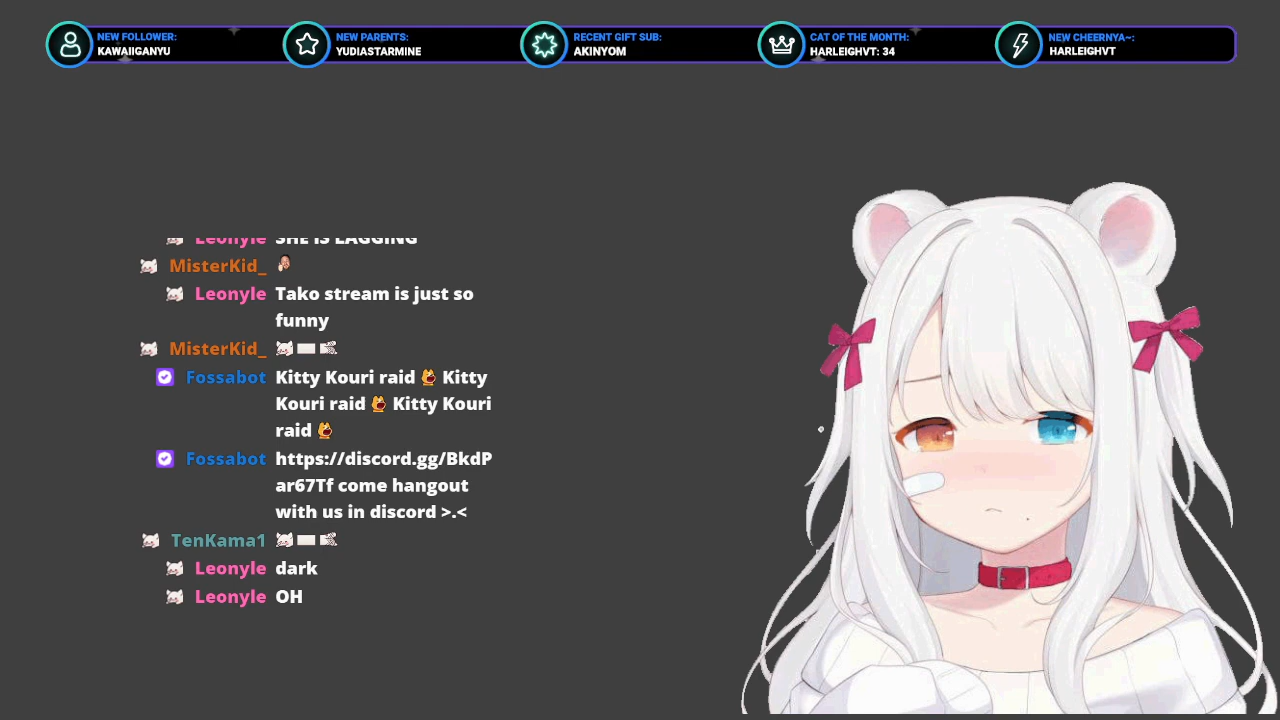 NEW FOLLOWER:
KAWAIIGANYU
NEW PARENTS:
YUDIASTARMINE
RECENT GIFT SUB:
AKINYOM
CAT OF THE MONTH:
HARLEIGHVT: 34
NEW CHEERNYA~:
HARLEIGHVT
Leonyle SHE IS LAGGING
MisterKid_
Leonyle Tako stream is just so
funny
MisterKid_
Fossabot Kitty Kouri raid Kitty
Kouri raid Kitty Kouri
raid
Fossabot https://discord.gg/BkdP
ar67Tf come hangout
with us in discord >.<
TenKama1
Leonyle dark
Leonyle OH